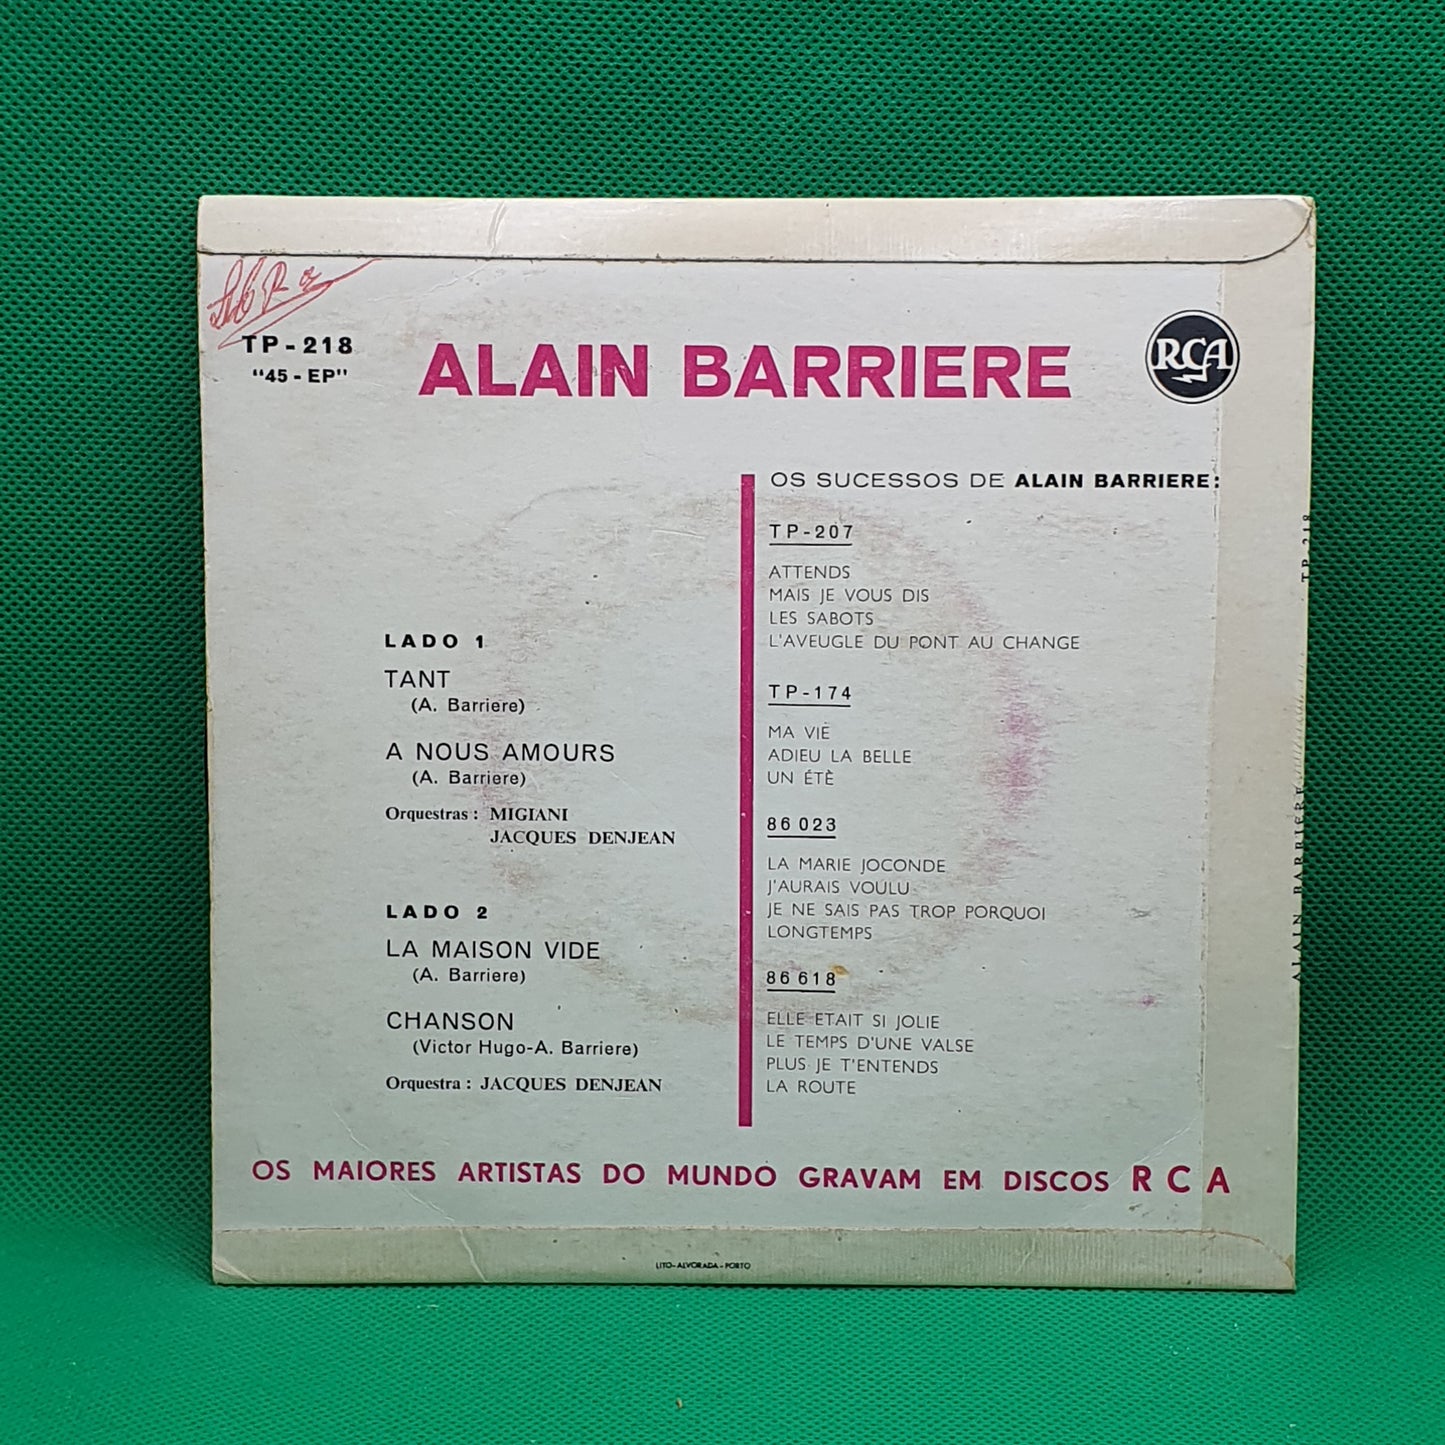 TP-218
"45-EP"
ALAIN BARRIERE
RCA
LADO 1
TANT
(A. Barriere)
A NOUS AMOURS
(A. Barriere)
Orquestras: MIGIANI
JACQUES DENJEAN
LADO 2
LA MAISON VIDE
(A. Barriere)
CHANSON
(Victor Hugo-A. Barriere)
Orquestra: JACQUES DENJEAN
OS SUCESSOS DE ALAIN BARRIERE:
TP-207
ATTENDS
MAIS JE VOUS DIS
LES SABOTS
L'AVEUGLE DU PONT AU CHANGE
TP-174
MA VIE
ADIEU LA BELLE
UN ÉTÈ
86 023
LA MARIE JOCONDE
J'AURAIS VOULU
JE NE SAIS PAS TROP PORQUOI
LONGTEMPS
86 618
ELLE ETAIT SI JOLIE
LE TEMPS D'UNE VALSE
PLUS JE T'ENTENDS
LA ROUTE
OS MAIORES ARTISTAS DO MUNDO GRAVAM EM DISCOS RCA
LITO-ALVORADA-PORTO
ALAIN BARRIERE TP-218